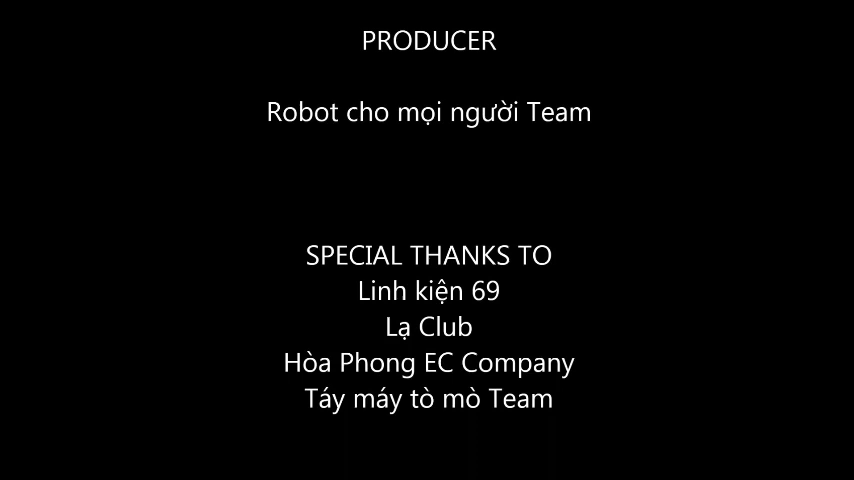 PRODUCER
Robot cho mọi người Team
SPECIAL THANKS TO
Linh kiện 69
Lạ Club
Hòa Phong EC Company
Táy máy tò mò Team